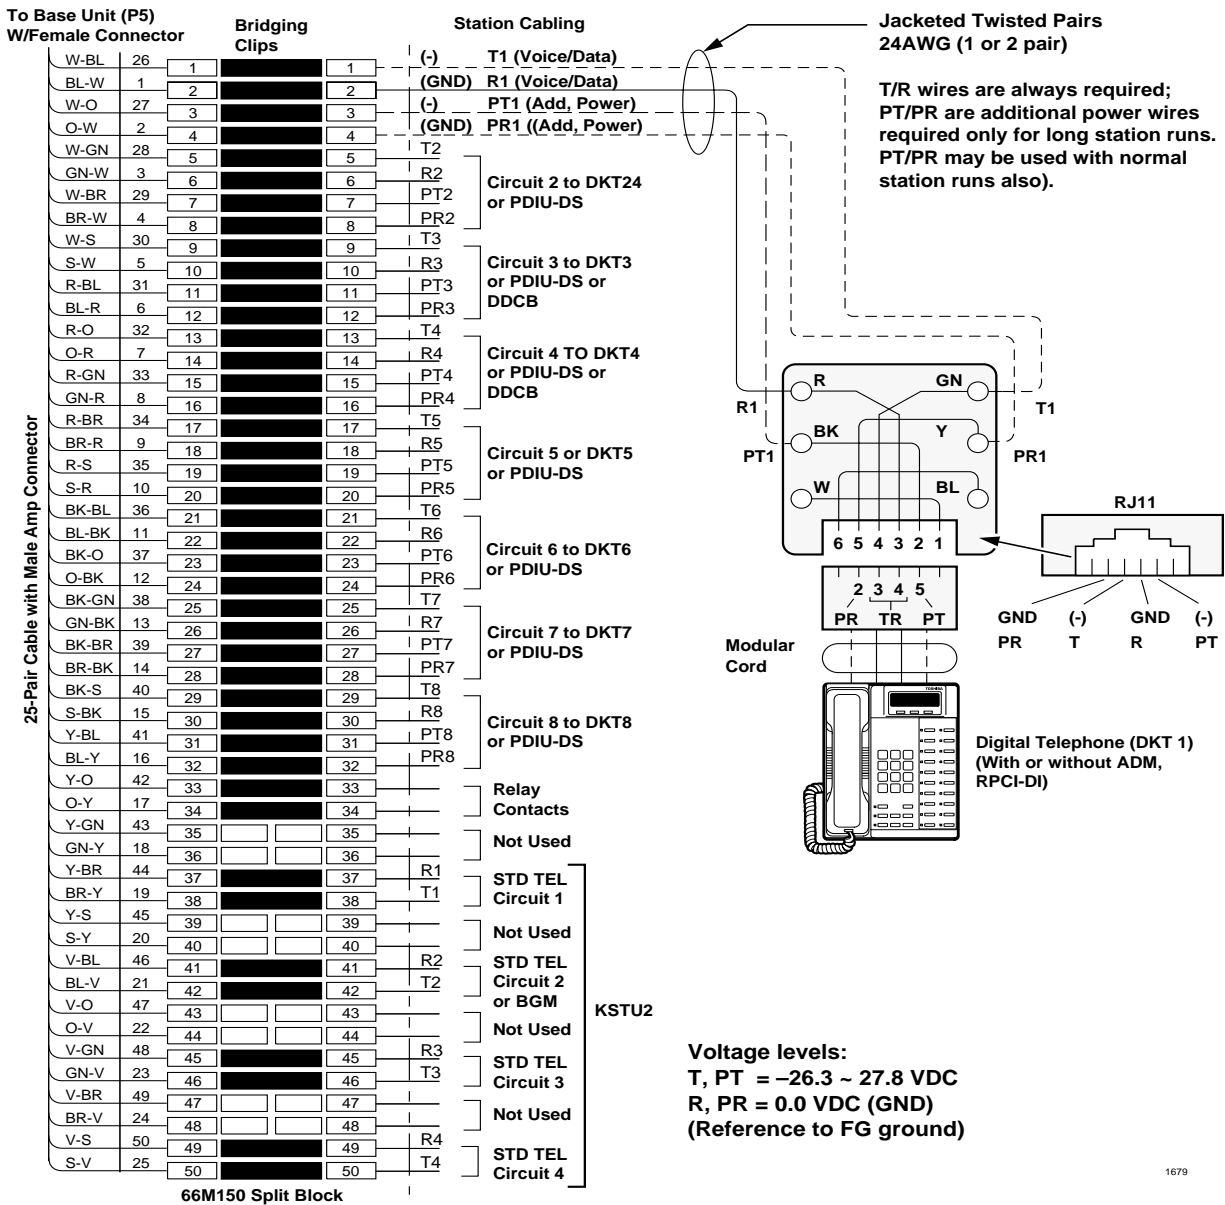 To Base Unit (P5)
W/Female Connector
Bridging
Clips
Station Cabling
Jacketed Twisted Pairs
24AWG (1 or 2 pair)
T/R wires are always required;
PT/PR are additional power wires
required only for long station runs.
PT/PR may be used with normal
station runs also).
25-Pair Cable with Male Amp Connector
W-BL 26 1 1 (-) T1 (Voice/Data)
BL-W 1 2 2 (GND) R1 (Voice/Data)
W-O 27 3 3 (-) PT1 (Add, Power)
O-W 2 4 4 (GND) PR1 ((Add, Power)
W-GN 28 5 5 T2
GN-W 3 6 6 R2
W-BR 29 7 7 PT2
BR-W 4 8 8 PR2
Circuit 2 to DKT24
or PDIU-DS
W-S 30 9 9 T3
S-W 5 10 10 R3
R-BL 31 11 11 PT3
BL-R 6 12 12 PR3
Circuit 3 to DKT3
or PDIU-DS or
DDCB
R-O 32 13 13 T4
O-R 7 14 14 R4
R-GN 33 15 15 PT4
GN-R 8 16 16 PR4
Circuit 4 TO DKT4
or PDIU-DS or
DDCB
R-BR 34 17 17 T5
BR-R 9 18 18 R5
R-S 35 19 19 PT5
S-R 10 20 20 PR5
Circuit 5 or DKT5
or PDIU-DS
BK-BL 36 21 21 T6
BL-BK 11 22 22 R6
BK-O 37 23 23 PT6
O-BK 12 24 24 PR6
Circuit 6 to DKT6
or PDIU-DS
BK-GN 38 25 25 T7
GN-BK 13 26 26 R7
BK-BR 39 27 27 PT7
BR-BK 14 28 28 PR7
Circuit 7 to DKT7
or PDIU-DS
BK-S 40 29 29 T8
S-BK 15 30 30 R8
Y-BL 41 31 31 PT8
BL-Y 16 32 32 PR8
Circuit 8 to DKT8
or PDIU-DS
Y-O 42 33 33
O-Y 17 34 34
Relay
Contacts
Y-GN 43 35 35
GN-Y 18 36 36
Not Used
Y-BR 44 37 37 R1
BR-Y 19 38 38 T1
STD TEL
Circuit 1
Y-S 45 39 39
S-Y 20 40 40
Not Used
V-BL 46 41 41 R2
BL-V 21 42 42 T2
STD TEL
Circuit 2
or BGM
V-O 47 43 43
O-V 22 44 44
Not Used
V-GN 48 45 45 R3
GN-V 23 46 46 T3
STD TEL
Circuit 3
V-BR 49 47 47
BR-V 24 48 48
Not Used
V-S 50 49 49 R4
S-V 25 50 50 T4
STD TEL
Circuit 4
KSTU2
66M150 Split Block
R GN
R1 T1
BK Y
PT1 PR1
W BL
6 5 4 3 2 1
2 3 4 5
PR TR PT
Modular
Cord
RJ11
GND (-) GND (-)
PR T R PT
TOSHIBA
Digital Telephone (DKT 1)
(With or without ADM,
RPCI-DI)
Voltage levels:
T, PT = –26.3 ~ 27.8 VDC
R, PR = 0.0 VDC (GND)
(Reference to FG ground)
1679